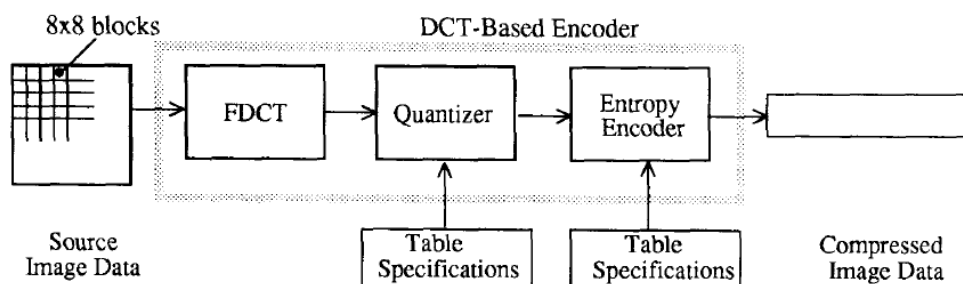 8x8 blocks
DCT-Based Encoder
FDCT
Quantizer
Entropy
Encoder
Source
Image Data
Table
Specifications
Table
Specifications
Compressed
Image Data